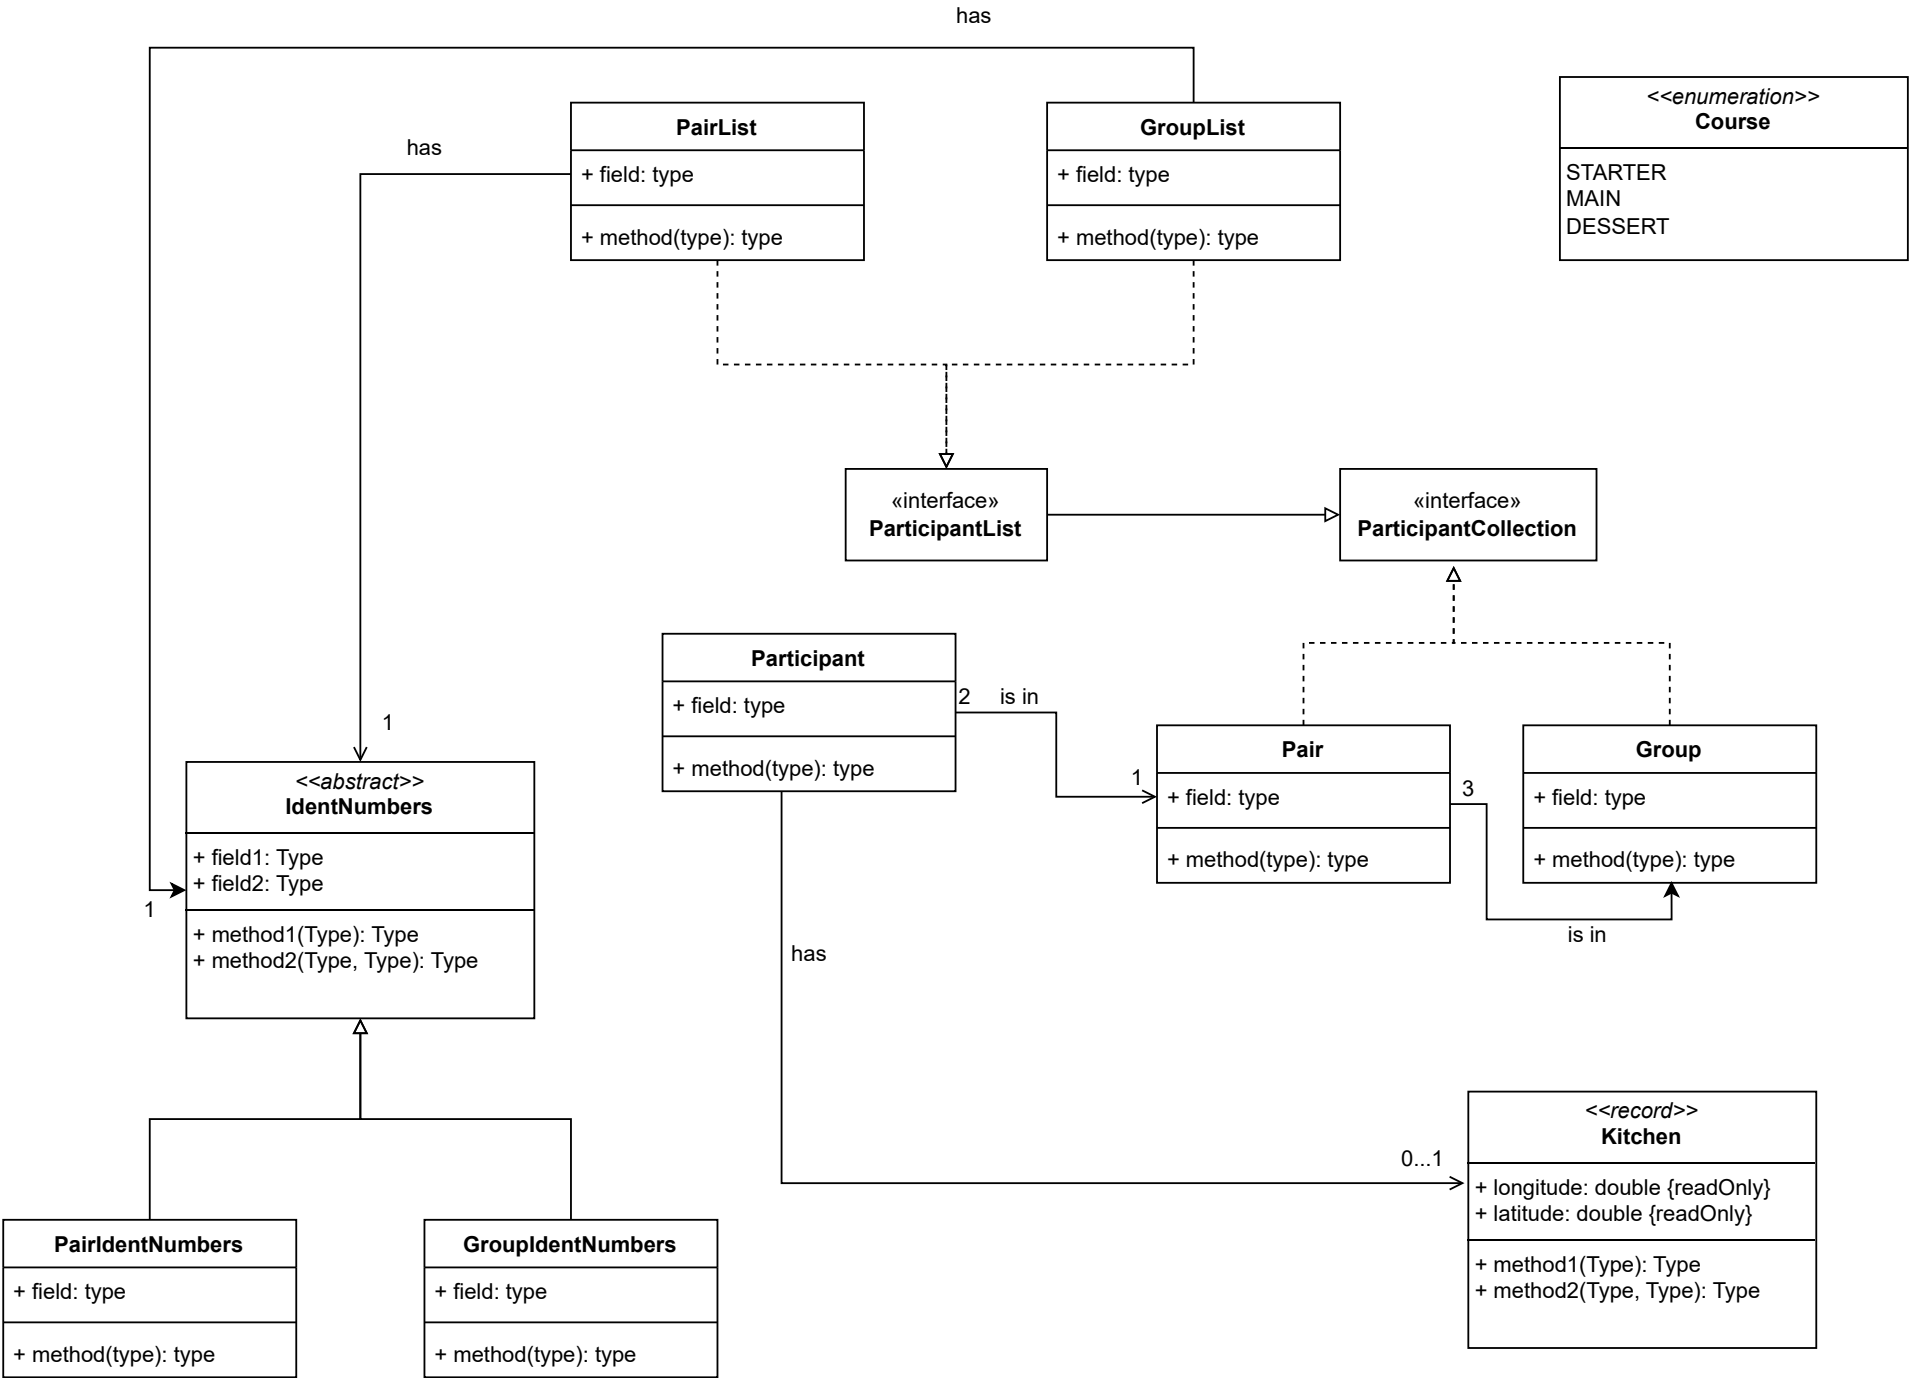 has
PairList
+ field: type
+ method(type): type
GroupList
+ field: type
+ method(type): type
<<enumeration>>
Course
STARTER
MAIN
DESSERT
has
«interface»
ParticipantList
«interface»
ParticipantCollection
Participant
+ field: type
+ method(type): type
2 is in
1
Pair
+ field: type
+ method(type): type
3
Group
+ field: type
+ method(type): type
is in
1
<<abstract>>
IdentNumbers
+ field1: Type
+ field2: Type
+ method1(Type): Type
+ method2(Type, Type): Type
1
has
0...1
<<record>>
Kitchen
+ longitude: double {readOnly}
+ latitude: double {readOnly}
+ method1(Type): Type
+ method2(Type, Type): Type
PairIdentNumbers
+ field: type
+ method(type): type
GroupIdentNumbers
+ field: type
+ method(type): type